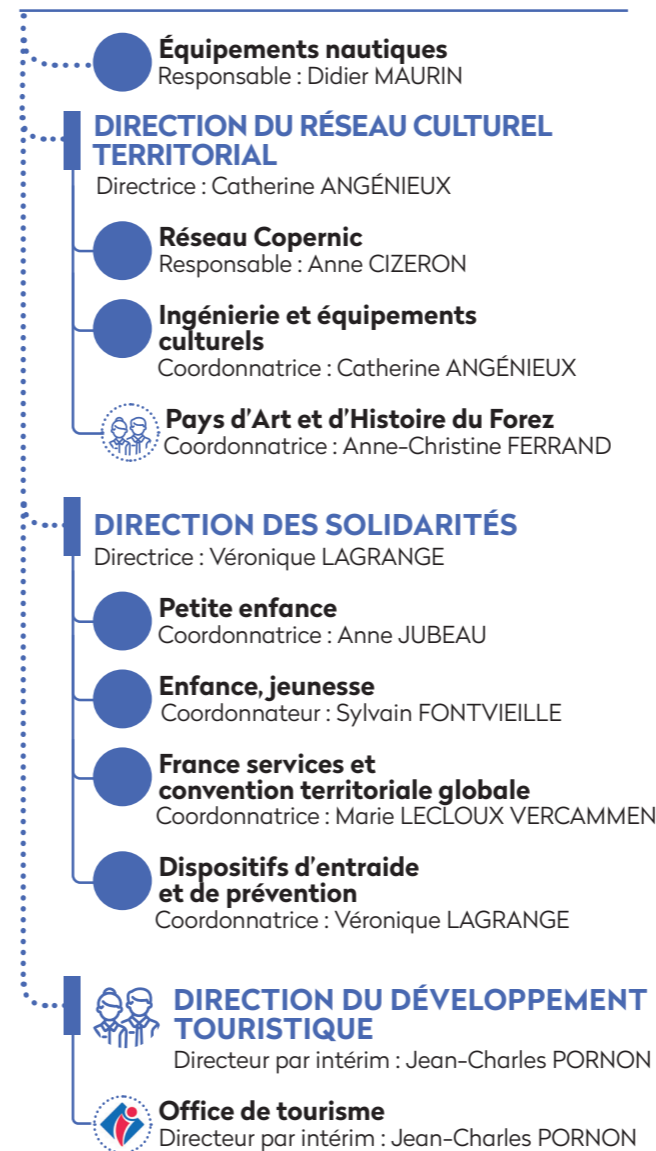 Équipements nautiques
Responsable : Didier MAURIN
DIRECTION DU RÉSEAU CULTUREL
TERRITORIAL
Directrice : Catherine ANGÉNIEUX
Réseau Copernic
Responsable : Anne CIZERON
Ingénierie et équipements
culturels
Coordonnatrice : Catherine ANGÉNIEUX
Pays d’Art et d’Histoire du Forez
Coordonnatrice : Anne-Christine FERRAND
DIRECTION DES SOLIDARITÉS
Directrice : Véronique LAGRANGE
Petite enfance
Coordonnatrice : Anne JUBEAU
Enfance, jeunesse
Coordonnateur : Sylvain FONTVIEILLE
France services et
convention territoriale globale
Coordonnatrice : Marie LECLOUX VERCAMMEN
Dispositifs d’entraide
et de prévention
Coordonnatrice : Véronique LAGRANGE
DIRECTION DU DÉVELOPPEMENT
TOURISTIQUE
Directeur par intérim : Jean-Charles PORNON
Office de tourisme
Directeur par intérim : Jean-Charles PORNON